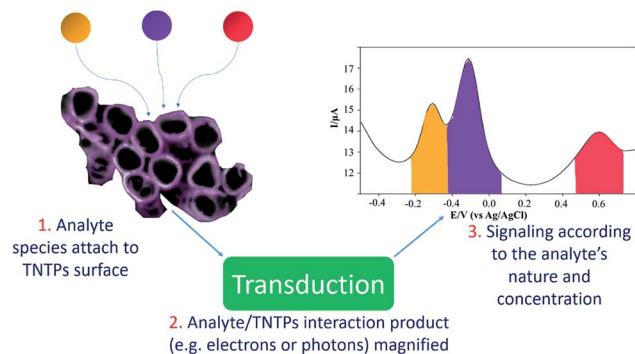 1. Analyte
species attach to
TNTPs surface
Transduction
2. Analyte/TNTPs interaction product
(e.g. electrons or photons) magnified
I/µA
17
16
15
14
13
12
-0.4 -0.4 0.0 0.2 0.6
E/V (vs Ag/AgCl)
3. Signaling according
to the analyte's
nature and
concentration